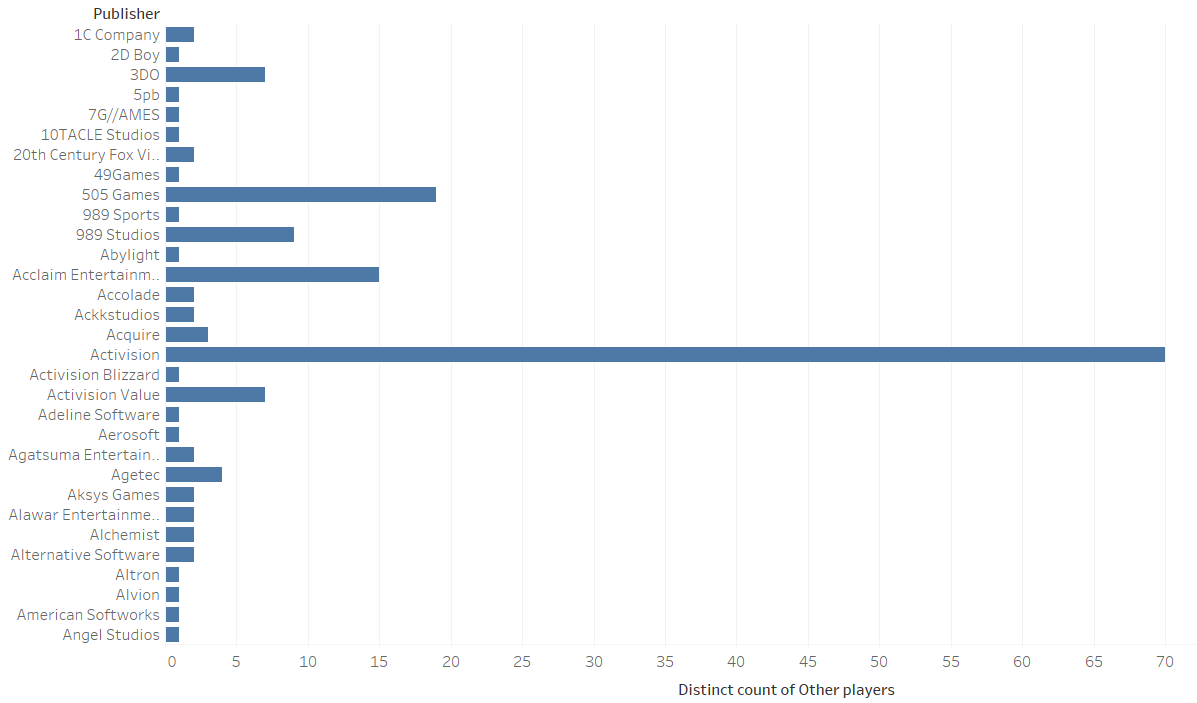 Publisher
1C Company
2D Boy
3DO
5pb
7G//AMES
10TACLE Studios
20th Century Fox Vi..
49Games
505 Games
989 Sports
989 Studios
Abylight
Acclaim Entertainm..
Accolade
Ackkstudios
Acquire
Activision
Activision Blizzard
Activision Value
Adeline Software
Aerosoft
Agatsuma Entertain..
Agetec
Aksys Games
Alawar Entertainme..
Alchemist
Alternative Software
Altron
Alvion
American Softworks
Angel Studios
0 5 10 15 20 25 30 35 40 45 50 55 60 65 70
Distinct count of Other players